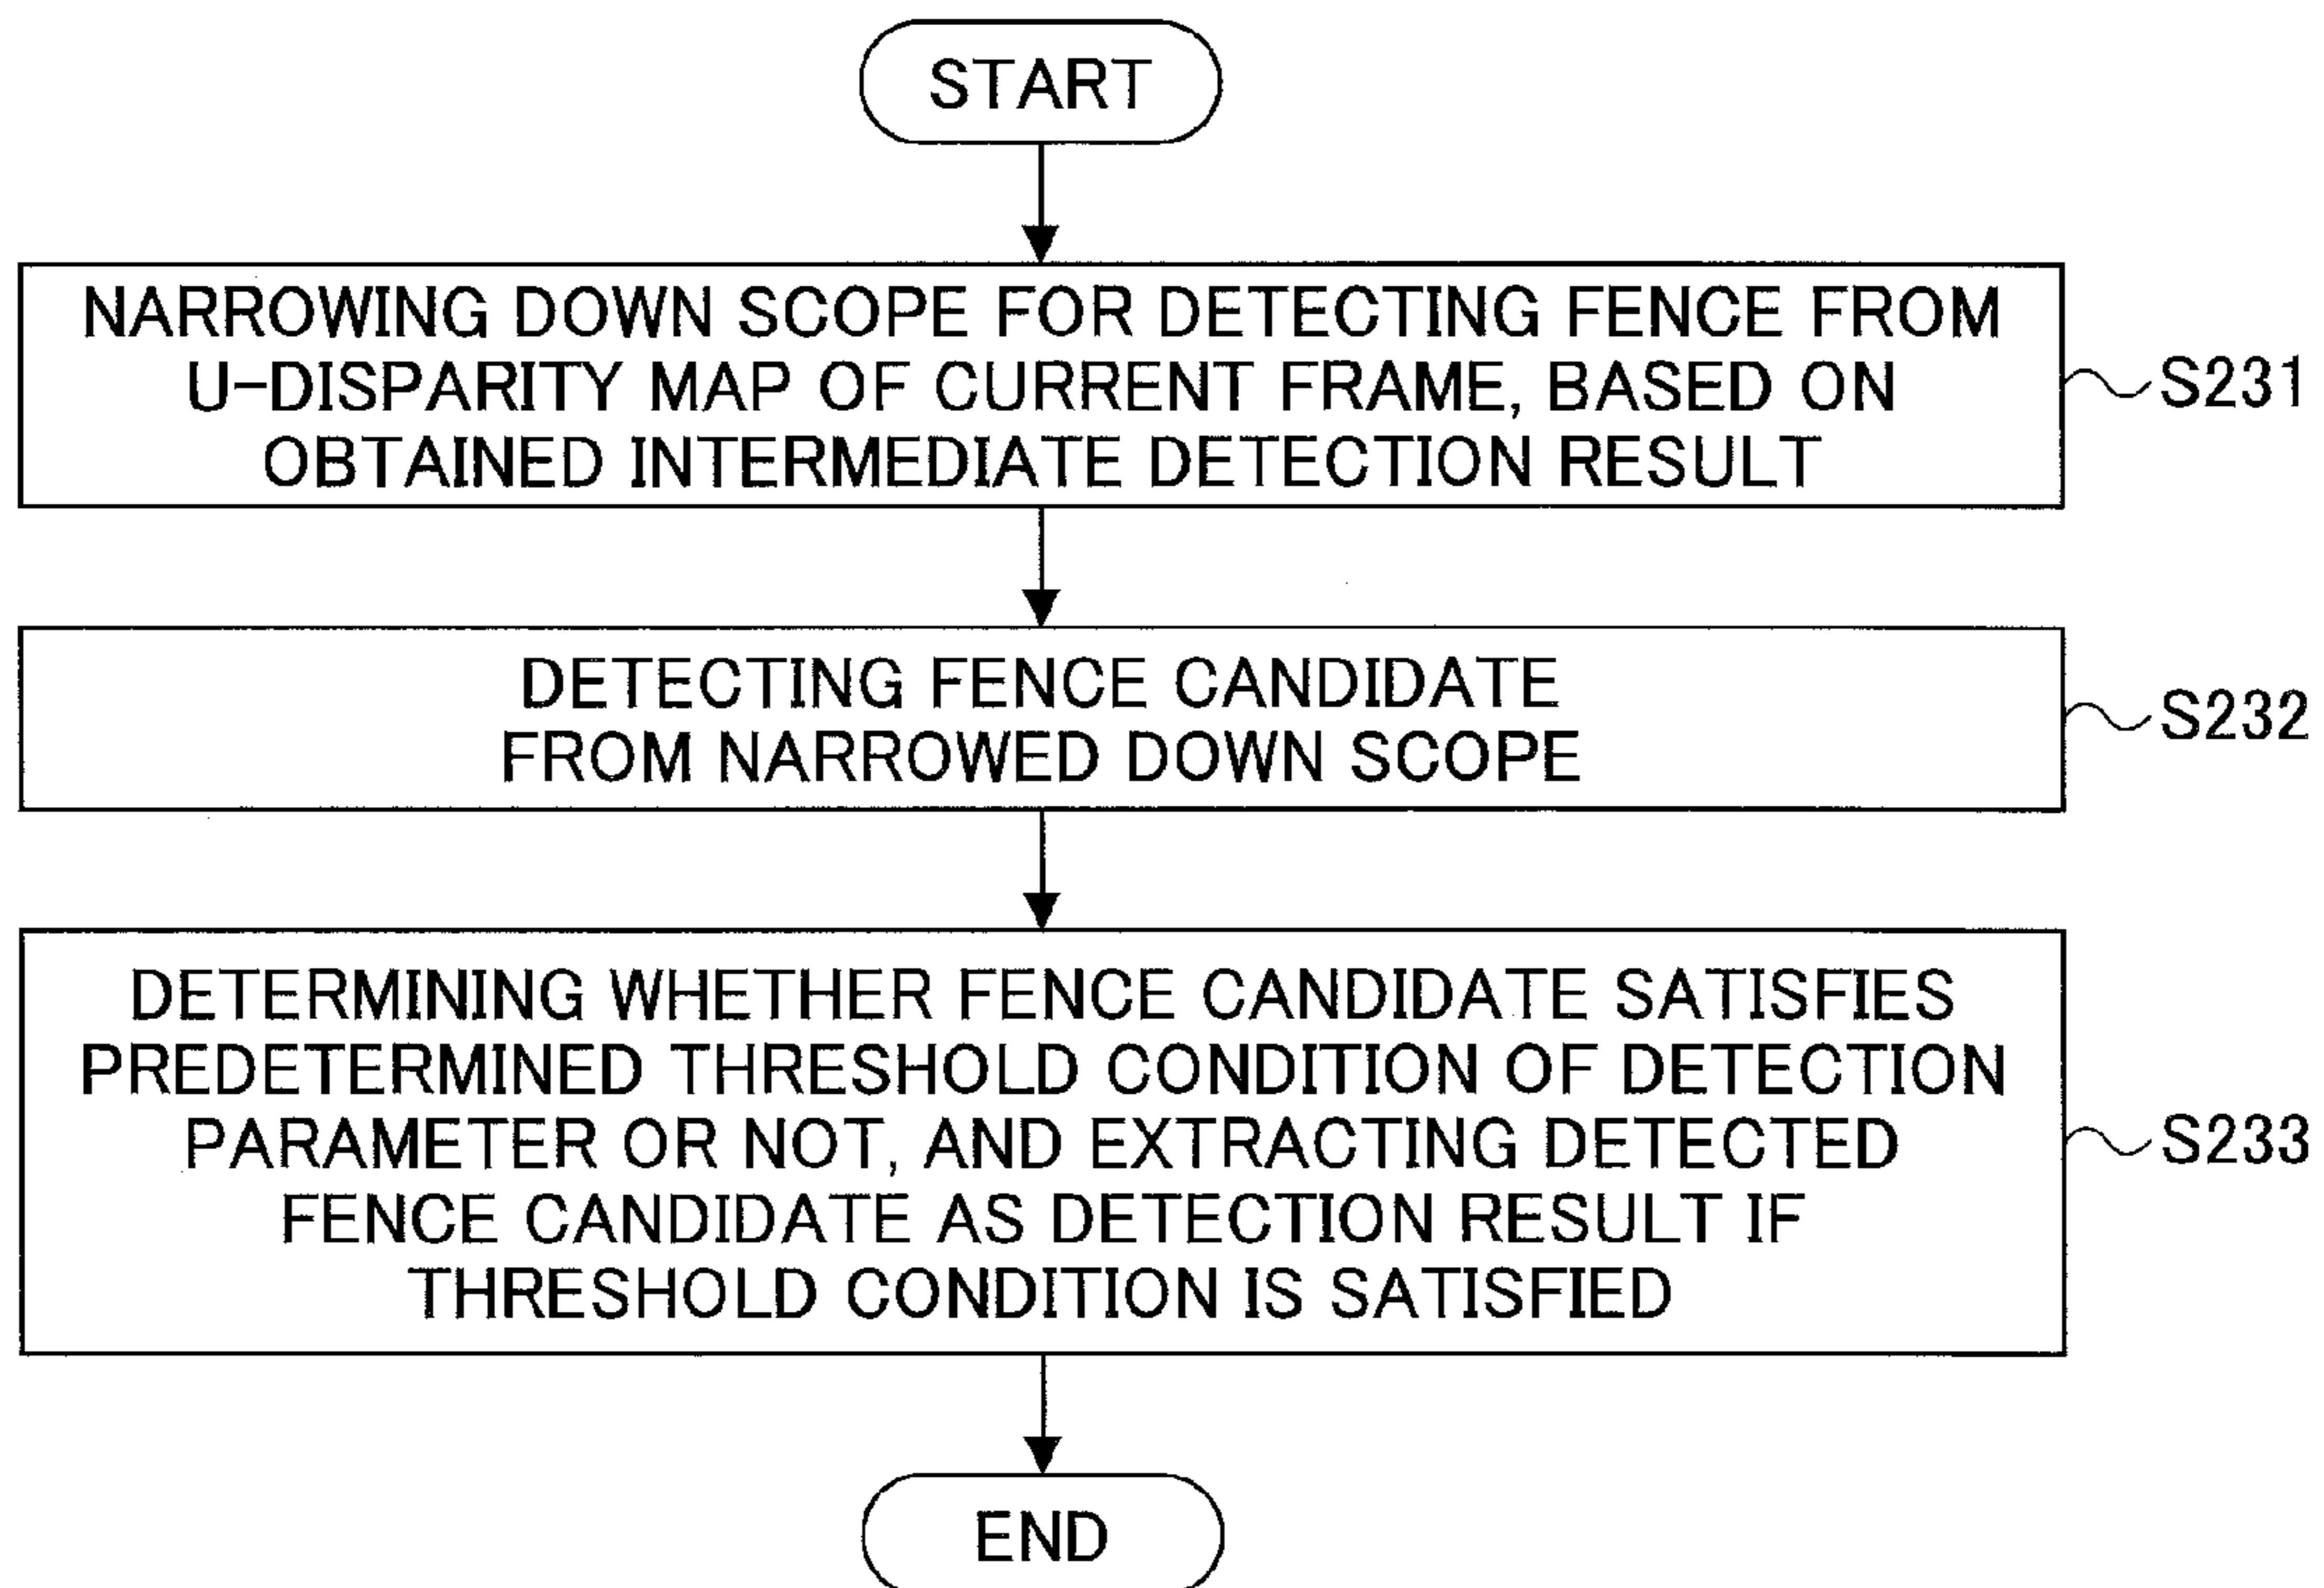 START
NARROWING DOWN SCOPE FOR DETECTING FENCE FROM
U-DISPARITY MAP OF CURRENT FRAME, BASED ON
OBTAINED INTERMEDIATE DETECTION RESULT
S231
DETECTING FENCE CANDIDATE
FROM NARROWED DOWN SCOPE
S232
DETERMINING WHETHER FENCE CANDIDATE SATISFIES
PREDETERMINED THRESHOLD CONDITION OF DETECTION
PARAMETER OR NOT, AND EXTRACTING DETECTED
FENCE CANDIDATE AS DETECTION RESULT IF
THRESHOLD CONDITION IS SATISFIED
S233
END